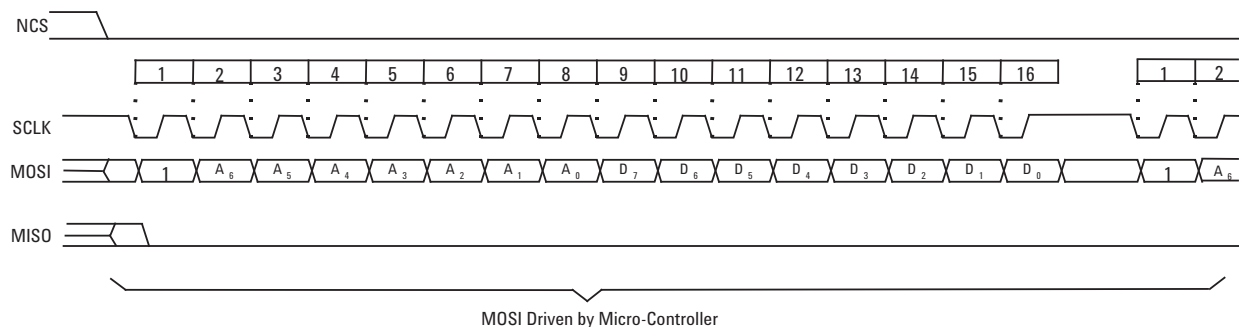 NCS
1 2 3 4 5 6 7 8 9 10 11 12 13 14 15 16 1 2
SCLK
MOSI 1 A6 A5 A4 A3 A2 A1 A0 D7 D6 D5 D4 D3 D2 D1 D0 1 A6
MISO
MOSI Driven by Micro-Controller